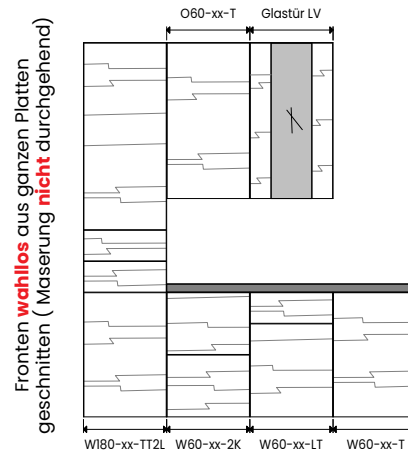 O60-xx-T Glastür LV
Fronten wahllos aus ganzen Platten
geschnitten ( Maserung nicht durchgehend)
W180-xx-TT2L W60-xx-2K W60-xx-LT W60-xx-T